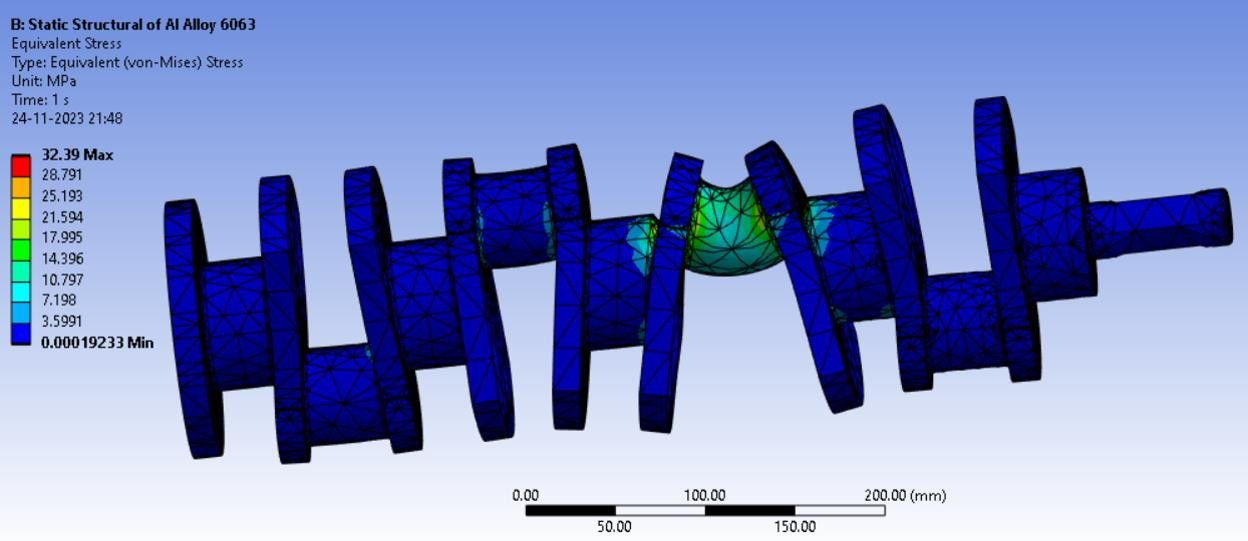 B: Static Structural of Al Alloy 6063
Equivalent Stress
Type: Equivalent (von-Mises) Stress
Unit: MPa
Time: 1 s
24-11-2023 21:48
32.39 Max
28.791
25.193
21.594
17.995
14.396
10.797
7.198
3.5991
0.00019233 Min
0.00 100.00 200.00 (mm)
50.00 150.00